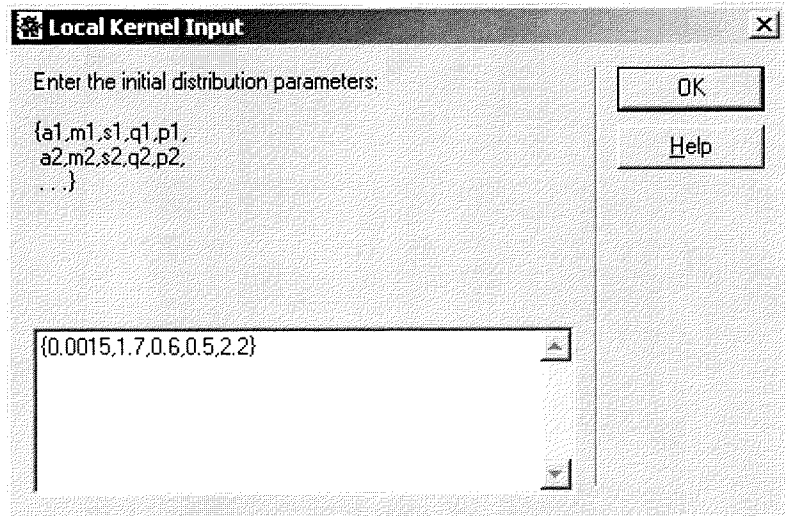 Local Kernel Input
Enter the initial distribution parameters:
{a1,m1,s1,q1,p1,
a2,m2,s2,q2,p2,
. . .}
OK
Help
{0.0015,1.7,0.6,0.5,2.2}